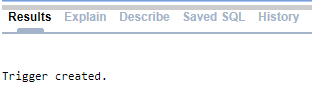 Results Explain Describe Saved SQL History
Trigger created.